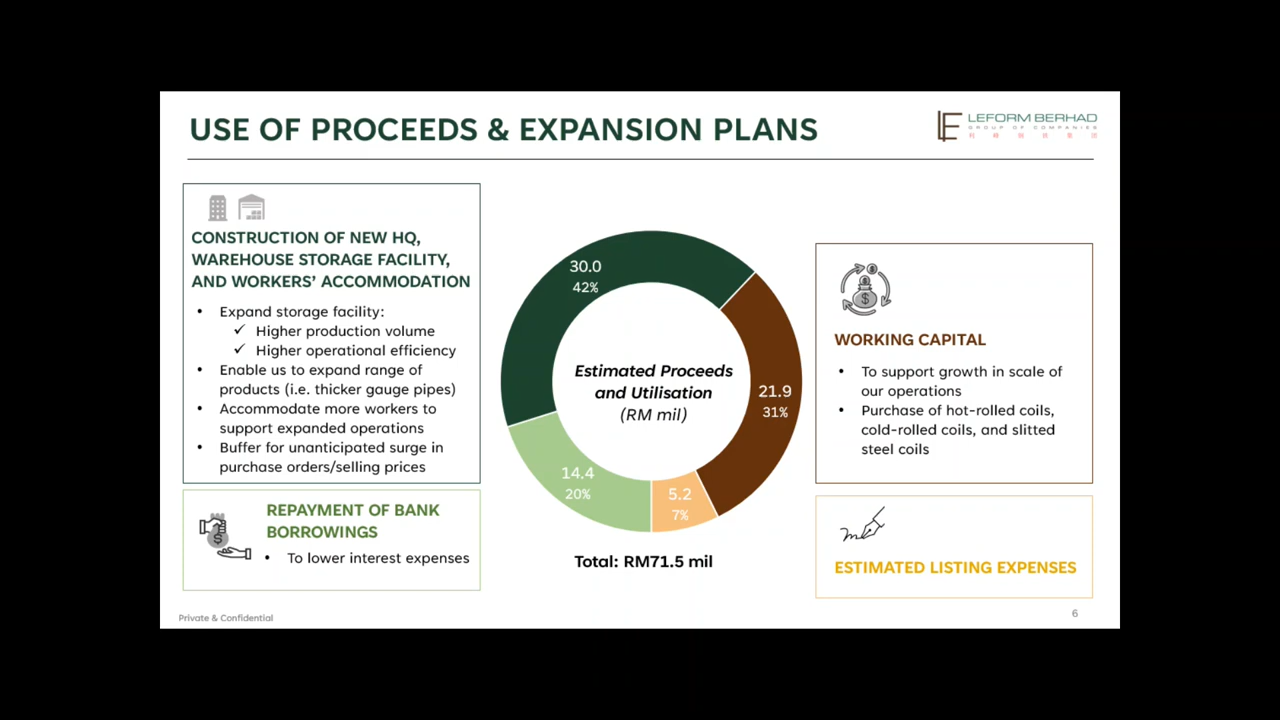 USE OF PROCEEDS & EXPANSION PLANS
LEFORM BERHAD
GROUP OF COMPANIES
CONSTRUCTION OF NEW HQ,
WAREHOUSE STORAGE FACILITY,
AND WORKERS' ACCOMMODATION
• Expand storage facility:
✓ Higher production volume
✓ Higher operational efficiency
• Enable us to expand range of
products (i.e. thicker gauge pipes)
• Accommodate more workers to
support expanded operations
• Buffer for unanticipated surge in
purchase orders/selling prices
REPAYMENT OF BANK
BORROWINGS
• To lower interest expenses
30.0
42%
21.9
31%
14.4
20%
5.2
7%
Estimated Proceeds
and Utilisation
(RM mil)
Total: RM71.5 mil
WORKING CAPITAL
• To support growth in scale of
our operations
• Purchase of hot-rolled coils,
cold-rolled coils, and slitted
steel coils
ESTIMATED LISTING EXPENSES
Private & Confidential
6